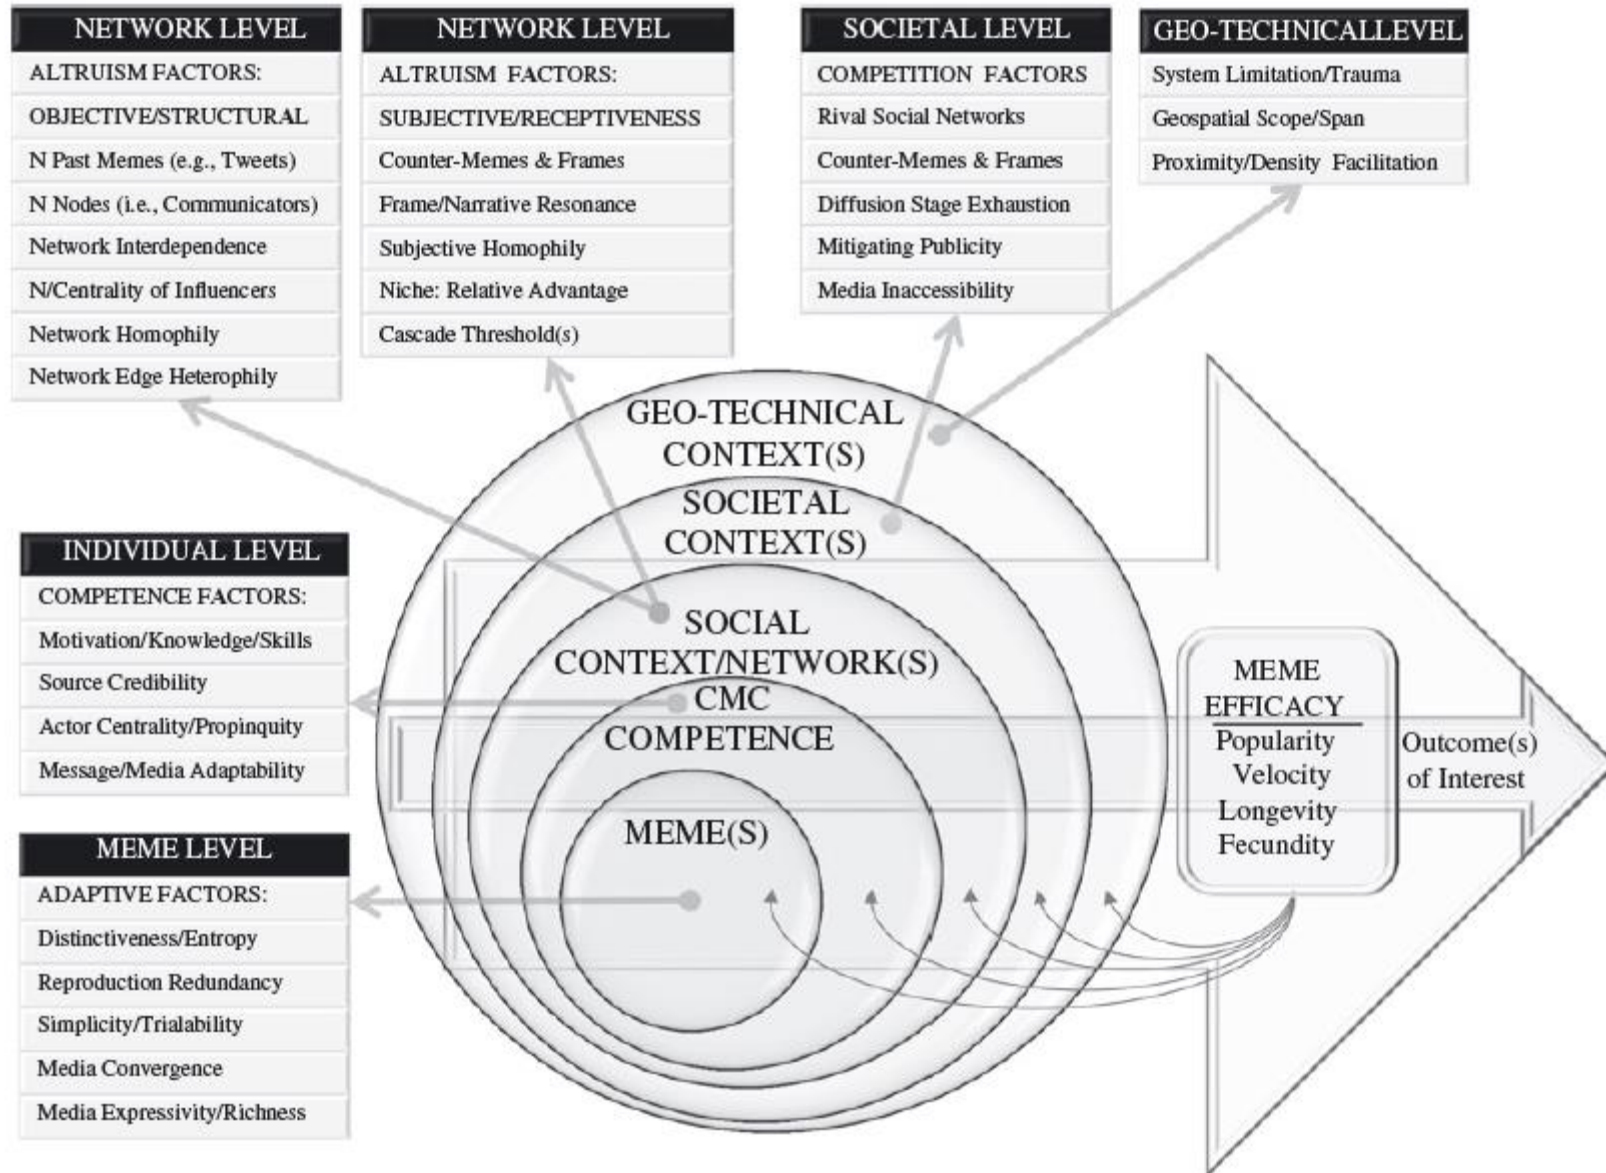 NETWORK LEVEL
ALTRUISM FACTORS:
OBJECTIVE/STRUCTURAL
N Past Memes (e.g., Tweets)
N Nodes (i.e., Communicators)
Network Interdependence
N/Centrality of Influencers
Network Homophily
Network Edge Heterophily
NETWORK LEVEL
ALTRUISM FACTORS:
SUBJECTIVE/RECEPTIVENESS
Counter-Memes & Frames
Frame/Narrative Resonance
Subjective Homophily
Niche: Relative Advantage
Cascade Threshold(s)
SOCIETAL LEVEL
COMPETITION FACTORS
Rival Social Networks
Counter-Memes & Frames
Diffusion Stage Exhaustion
Mitigating Publicity
Media Inaccessibility
GEO-TECHNICALLEVEL
System Limitation/Trauma
Geospatial Scope/Span
Proximity/Density Facilitation
INDIVIDUAL LEVEL
COMPETENCE FACTORS:
Motivation/Knowledge/Skills
Source Credibility
Actor Centrality/Propinquity
Message/Media Adaptability
MEME LEVEL
ADAPTIVE FACTORS:
Distinctiveness/Entropy
Reproduction Redundancy
Simplicity/Trialability
Media Convergence
Media Expressivity/Richness
GEO-TECHNICAL
CONTEXT(S)
SOCIETAL
CONTEXT(S)
SOCIAL
CONTEXT/NETWORK(S)
CMC
COMPETENCE
MEME(S)
MEME
EFFICACY
Popularity
Velocity
Longevity
Fecundity
Outcome(s)
of Interest